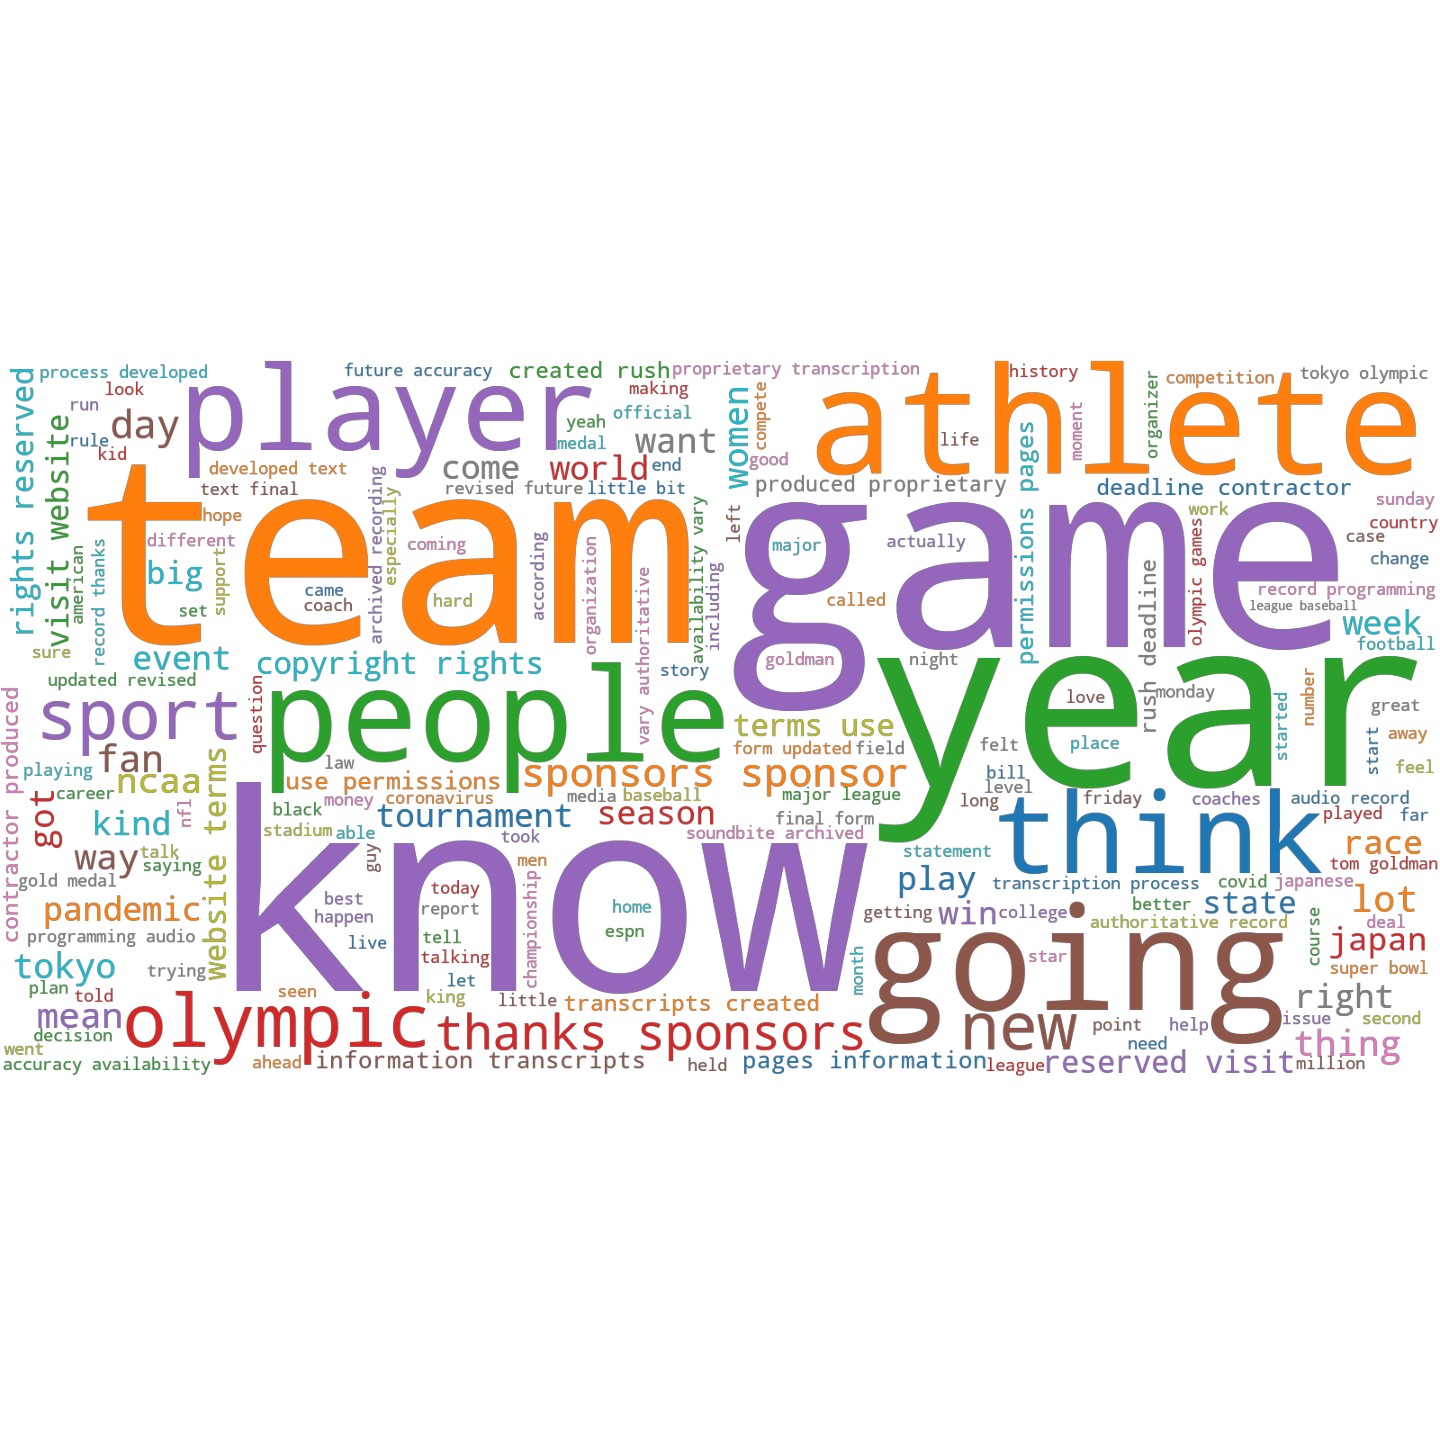 rights reserved
process developed
look
run
rule
kid
day
visit website
player
future accuracy
created rush
proprietary transcription
making
yeah
official
medal
want
women
compete
good
athlete
history
life
moment
organizer
competition
tokyo olympic
come
world
end
developed text
text final
revised future
little bit
produced proprietary
permissions pages
deadline contractor
sunday
work
country
case
change
hope
different
american
record thanks
big
set
support
sure
team
came
coach
archived recording
especially
coming
hard
according
organization
vary authoritative
availability vary
including
left
game
major
actually
called
goldman
olympic games
record programming
league baseball
week
football
event
copyright rights
story
night
year
love
monday
rush deadline
started
number
great
start
away
feel
updated revised
contractor produced
sport
question
people
terms use
form updated
field
felt
place
fan
law
use permissions
sponsors sponsor
bill
level
playing
career
ncaa
nfl
website terms
black
money
coronavirus
media
baseball
major league
long
think
friday
coaches
audio record
played
far
got
kind
stadium
able
tournament
season
final form
took
soundbite archived
statement
race
way
talk
saying
guy
know
men
play
transcription process
covid
japanese
tom goldman
gold medal
pandemic
best
happen
today
report
championship
home
espn
getting
win
college
better
authoritative record
state
course
lot
deal
programming audio
live
tell
talking
let
month
going
star
japan
super bowl
tokyo
trying
plan
told
seen
king
little
transcripts created
right
mean
decision
olympic
thanks sponsors
new
point
need
help
issue
second
went
accuracy availability
ahead
information transcripts
held
pages information
league
reserved visit
thing
million